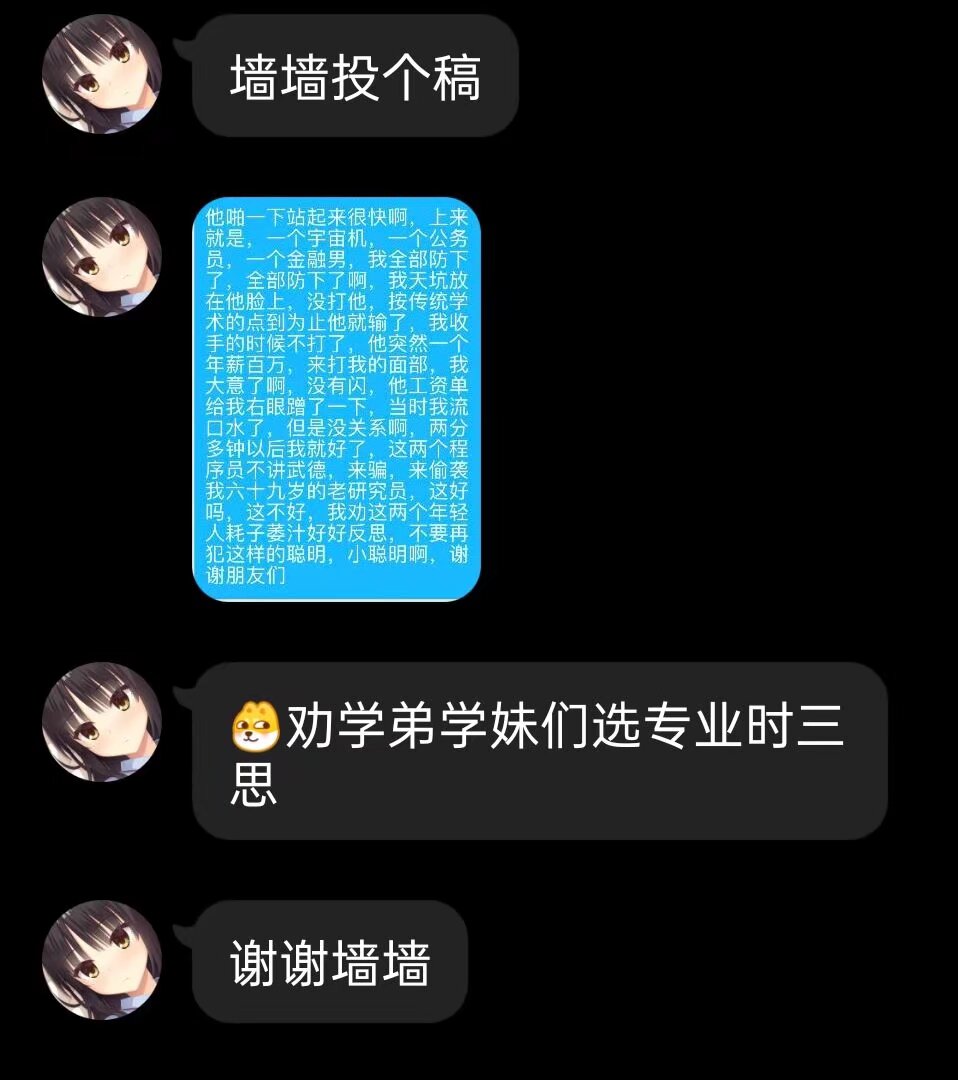 墙墙投个稿
他啪一下站起来很快啊，上来
就是，一个宇宙机，一个公务
员，一个金融男，我全部防下
了，全部防下了啊，我天坑放
在他脸上，没打他，按传统学
术的点到为止他就输了，我收
手的时候不打了，他突然一个
年薪百万，来打我的面部，我
大意了啊，没有闪，他工资单
给我右眼蹭了一下，当时我流
口水了，但是没关系啊，两分
多钟以后我就好了，这两个程
序员不讲武德，来骗，来偷袭
我六十九岁的老研究员，这好
吗，这不好，我劝这两个年轻
人耗子萎汁好好反思，不要再
犯这样的聪明，小聪明啊，谢
谢朋友们
劝学弟学妹们选专业时三
思
谢谢墙墙